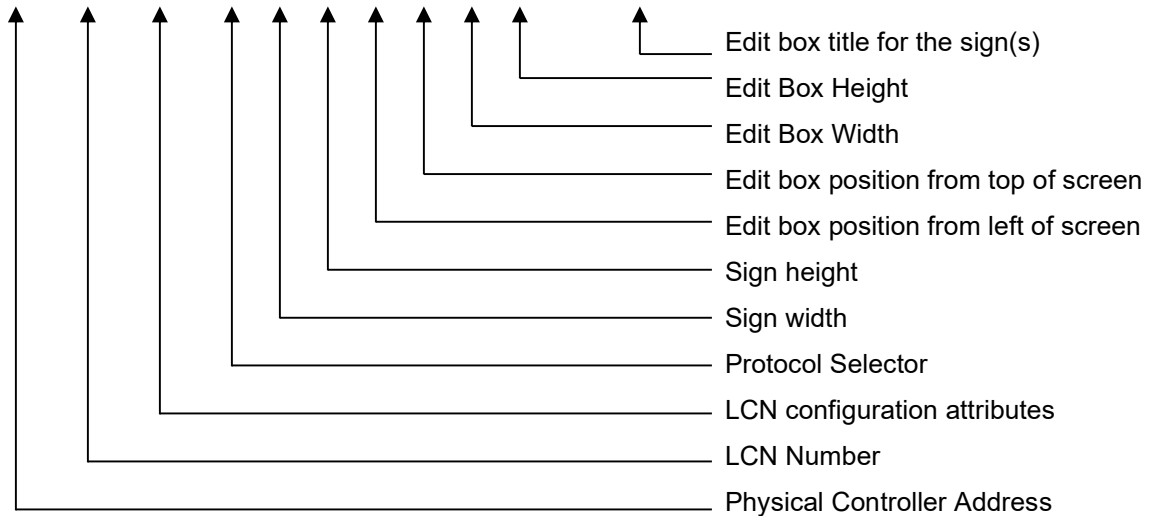 Edit box title for the sign(s)
Edit Box Height
Edit Box Width
Edit box position from top of screen
Edit box position from left of screen
Sign height
Sign width
Protocol Selector
LCN configuration attributes
LCN Number
Physical Controller Address